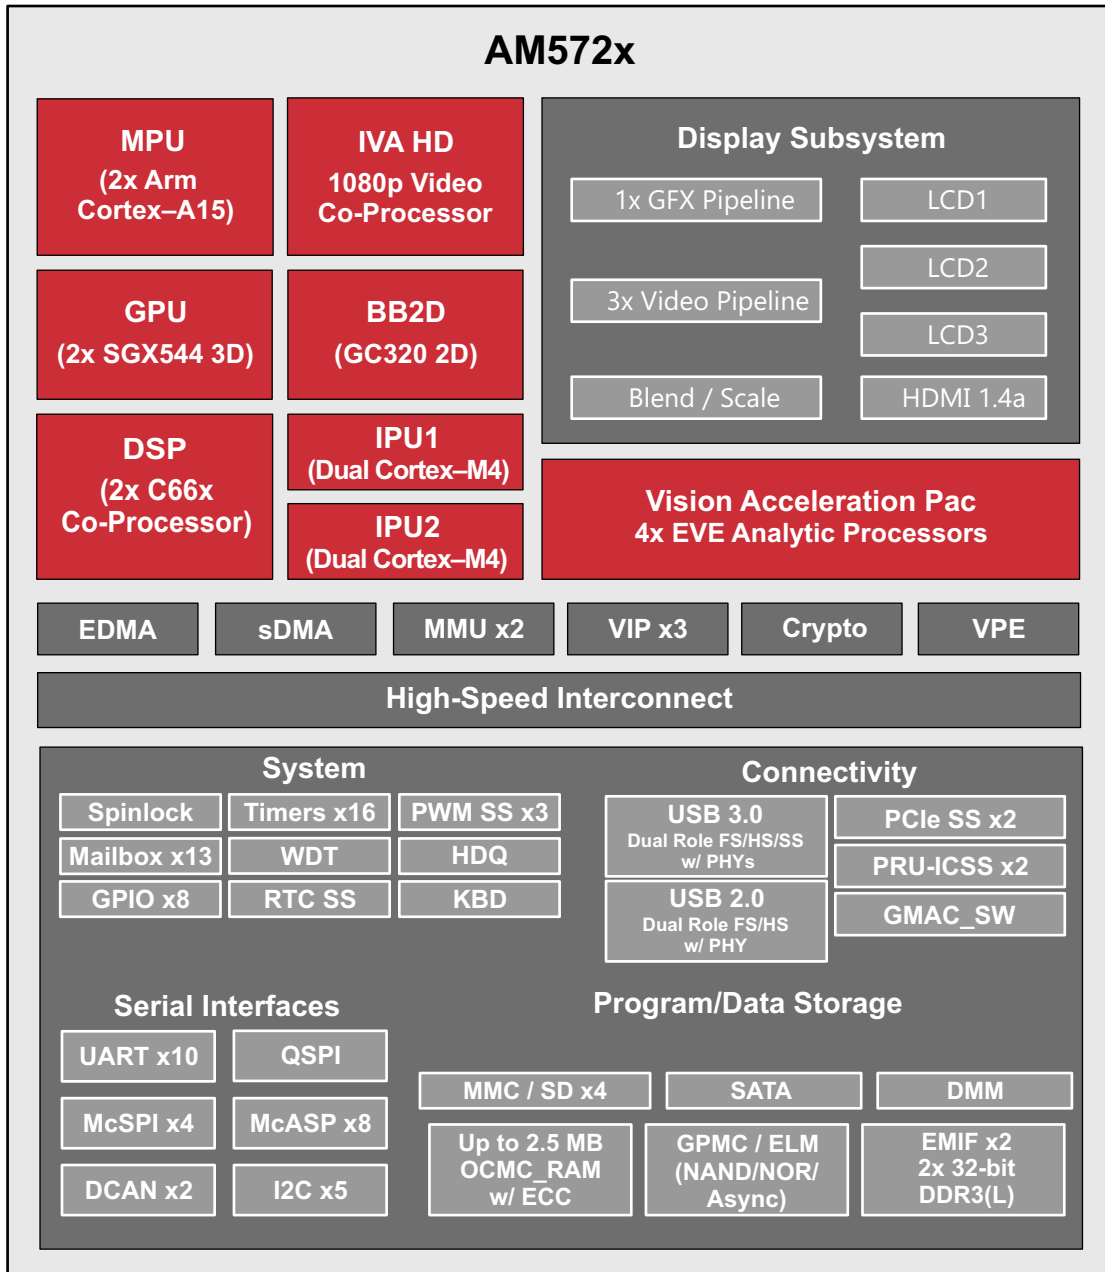 AM572x
MPU
(2x Arm
Cortex–A15)
IVA HD
1080p Video
Co-Processor
Display Subsystem
1x GFX Pipeline
LCD1
LCD2
3x Video Pipeline
LCD3
Blend / Scale
HDMI 1.4a
GPU
(2x SGX544 3D)
BB2D
(GC320 2D)
DSP
(2x C66x
Co-Processor)
IPU1
(Dual Cortex–M4)
IPU2
(Dual Cortex–M4)
Vision Acceleration Pac
4x EVE Analytic Processors
EDMA
sDMA
MMU x2
VIP x3
Crypto
VPE
High-Speed Interconnect
System
Spinlock
Timers x16
PWM SS x3
Mailbox x13
WDT
HDQ
GPIO x8
RTC SS
KBD
Connectivity
USB 3.0
Dual Role FS/HS/SS
w/ PHYs
USB 2.0
Dual Role FS/HS
w/ PHY
PCIe SS x2
PRU-ICSS x2
GMAC_SW
Serial Interfaces
UART x10
QSPI
McSPI x4
McASP x8
DCAN x2
I2C x5
Program/Data Storage
MMC / SD x4
SATA
DMM
Up to 2.5 MB
OCMC_RAM
w/ ECC
GPMC / ELM
(NAND/NOR/
Async)
EMIF x2
2x 32-bit
DDR3(L)